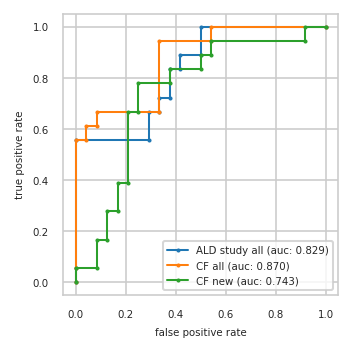 1.0
0.8
0.6
0.4
0.2
0.0
true positive rate
ALD study all (auc: 0.829)
CF all (auc: 0.870)
CF new (auc: 0.743)
0.0 0.2 0.4 0.6 0.8 1.0
false positive rate